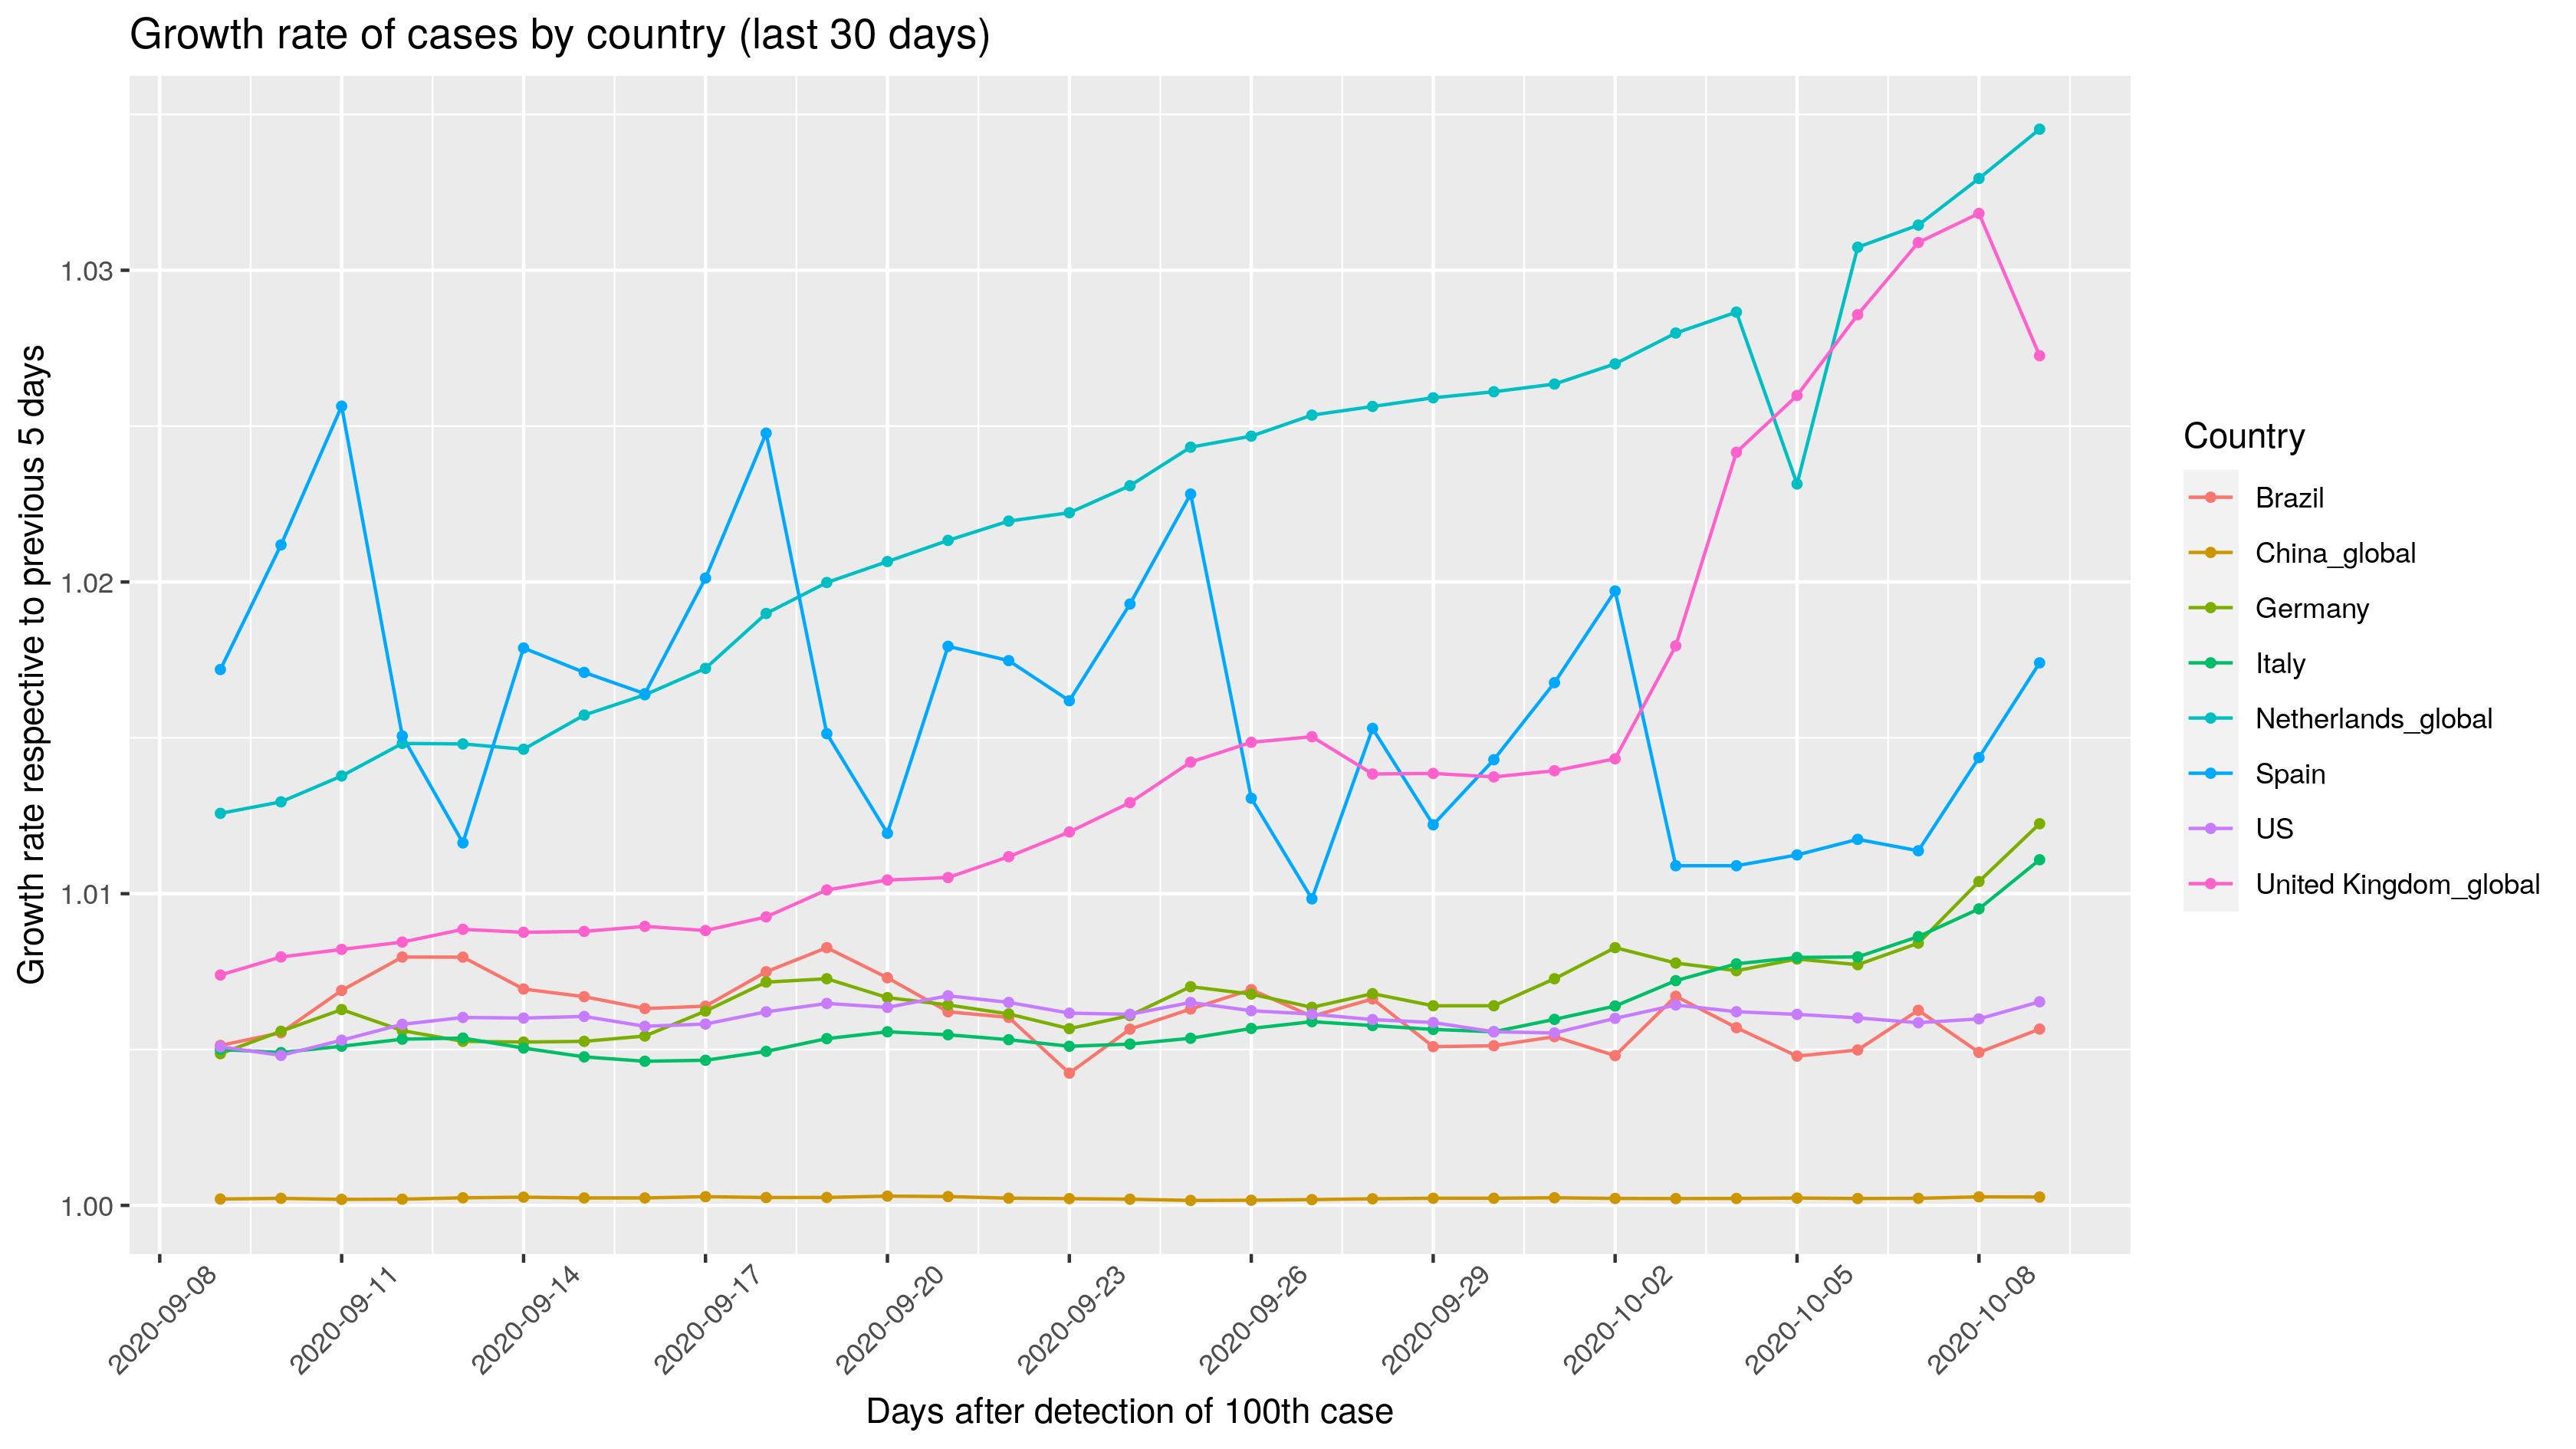 Growth rate of cases by country (last 30 days)
Growth rate respective to previous 5 days
1.03
1.02
1.01
1.00
2020-09-08
2020-09-11
2020-09-14
2020-09-17
2020-09-20
2020-09-23
2020-09-26
2020-09-29
2020-10-02
2020-10-05
2020-10-08
Days after detection of 100th case
Country
Brazil
China_global
Germany
Italy
Netherlands_global
Spain
US
United Kingdom_global